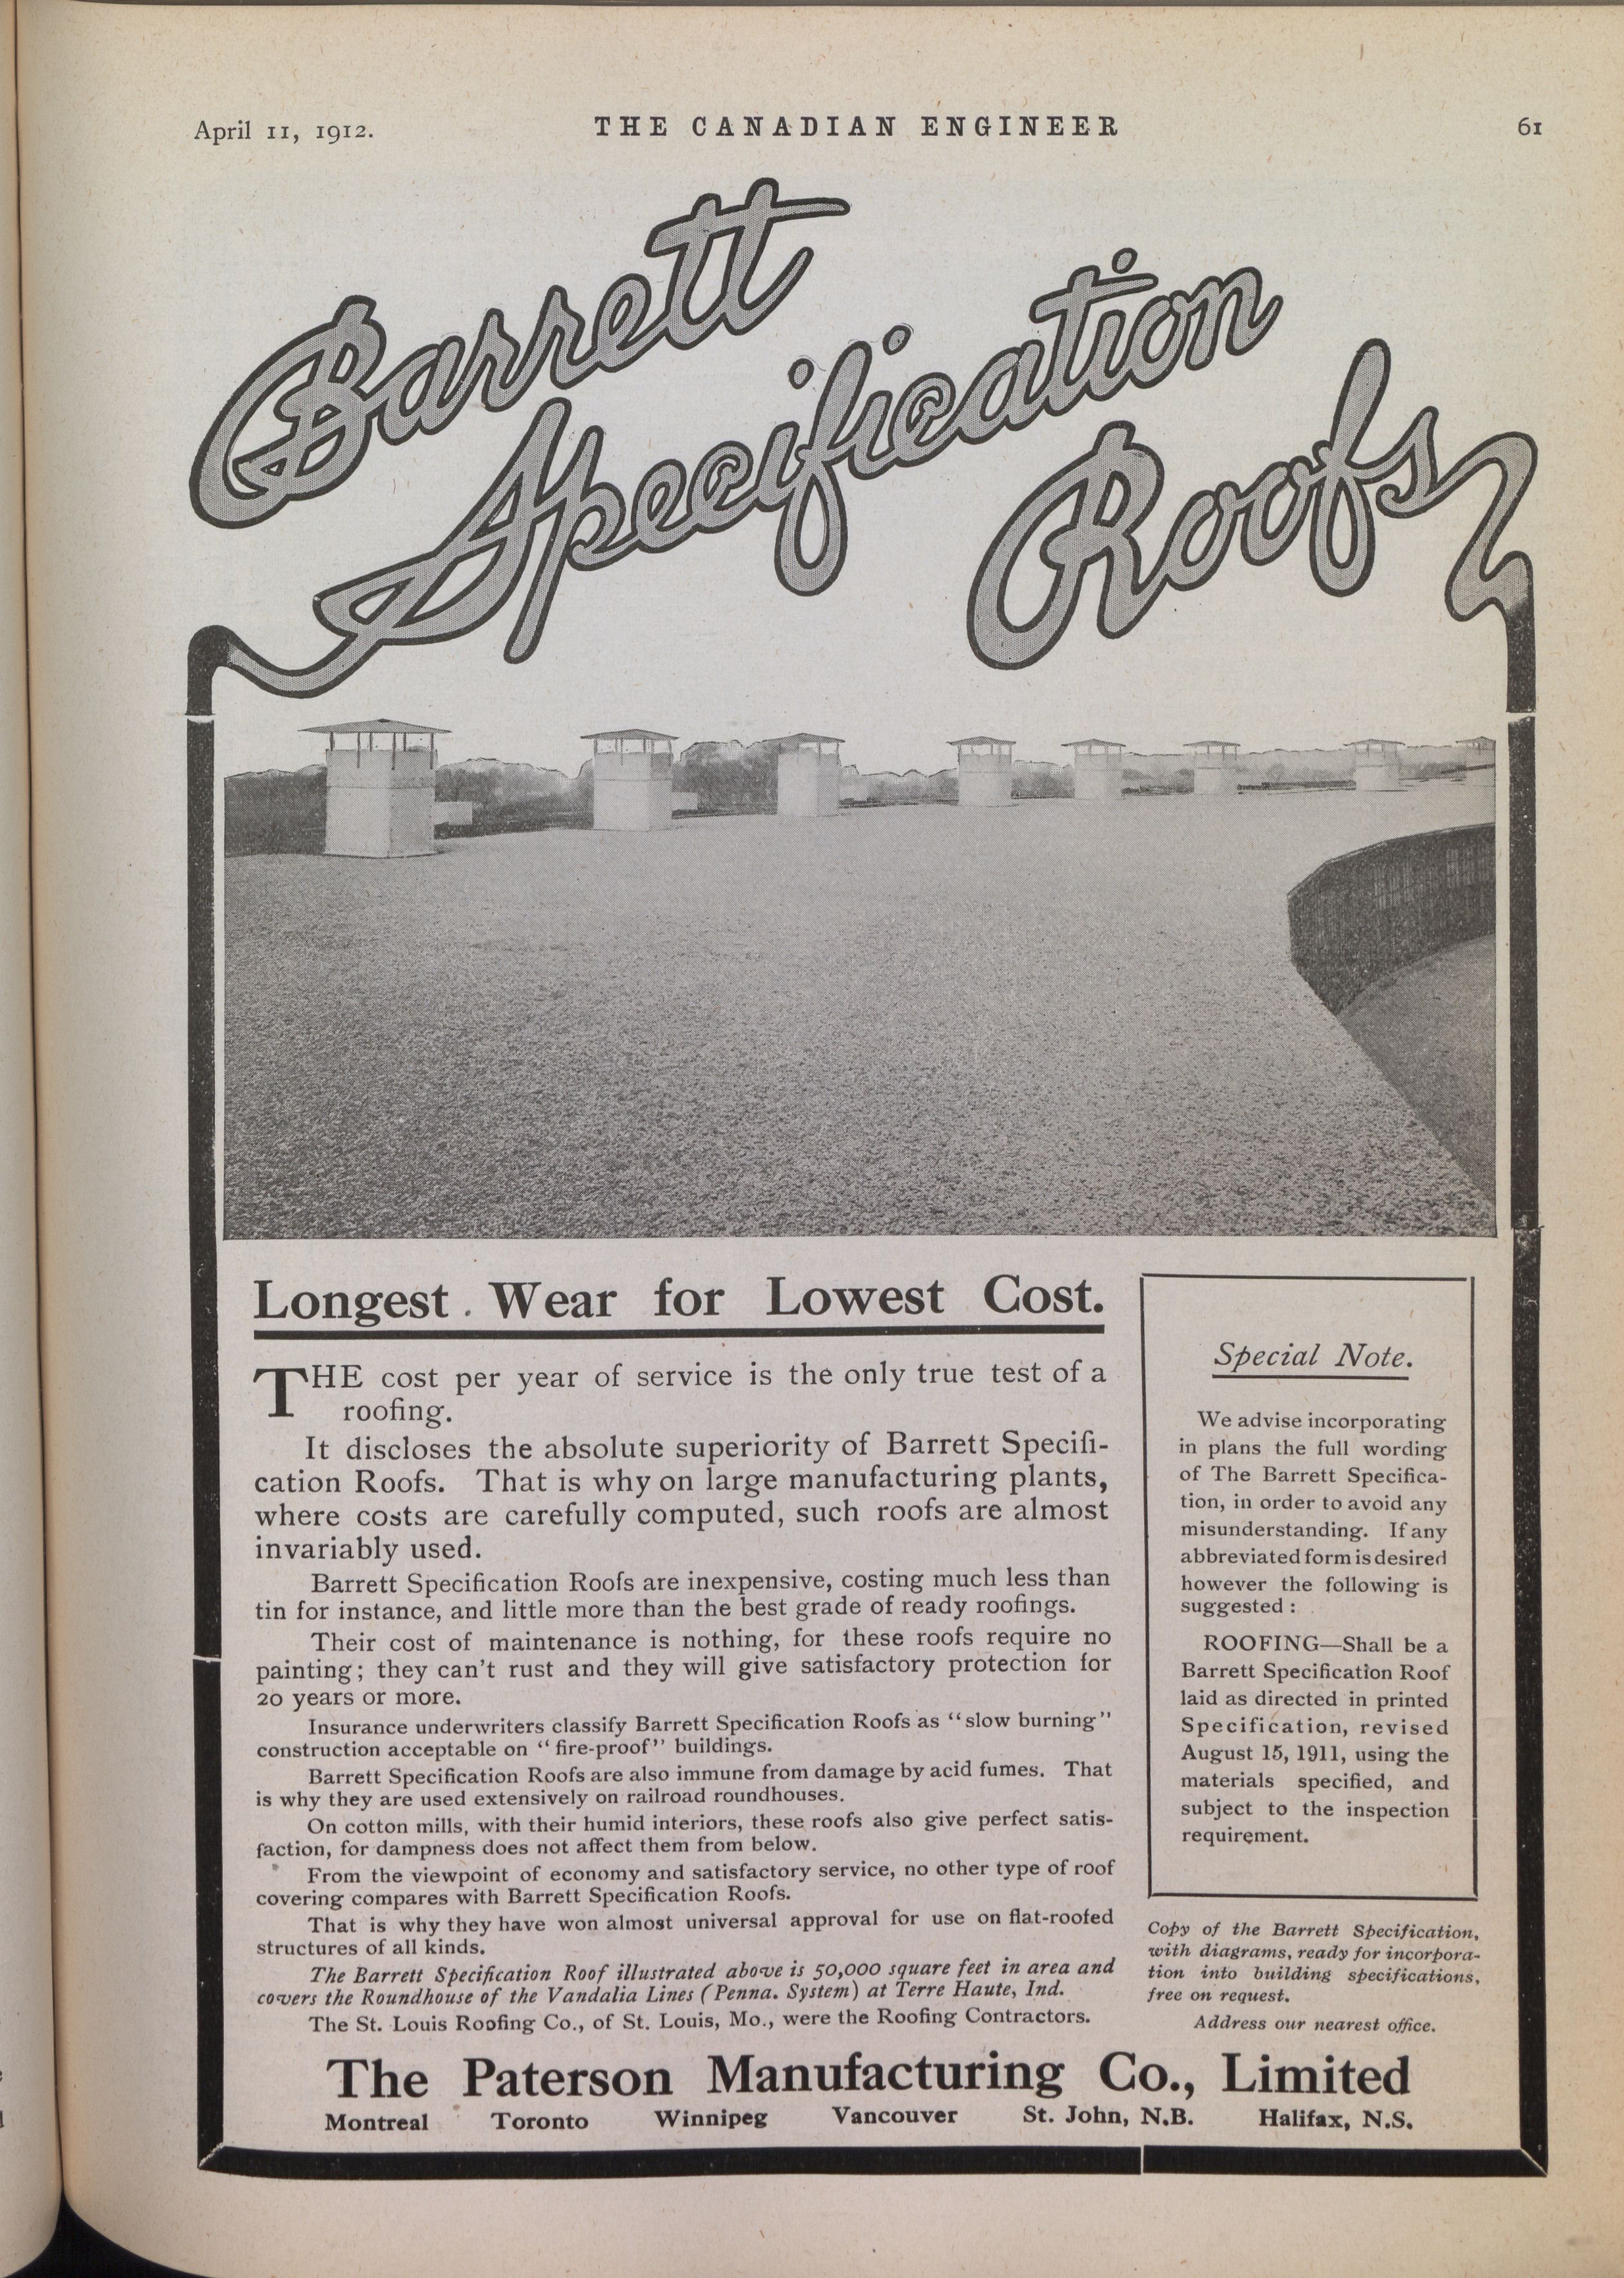 April 11, 1912.
THE CANADIAN ENGINEER
61
Barrett
Specification
Roofs
Longest Wear for Lowest Cost.
THE cost per year of service is the only true test of a
roofing.
It discloses the absolute superiority of Barrett Specifi-
cation Roofs. That is why on large manufacturing plants,
where costs are carefully computed, such roofs are almost
invariably used.
Barrett Specification Roofs are inexpensive, costing much less than
tin for instance, and little more than the best grade of ready roofings.
Their cost of maintenance is nothing, for these roofs require no
painting; they can't rust and they will give satisfactory protection for
20 years or more.
Insurance underwriters classify Barrett Specification Roofs as "slow burning"
construction acceptable on "fire-proof" buildings.
Barrett Specification Roofs are also immune from damage by acid fumes. That
is why they are used extensively on railroad roundhouses.
On cotton mills, with their humid interiors, these roofs also give perfect satis-
faction, for dampness does not affect them from below.
From the viewpoint of economy and satisfactory service, no other type of roof
covering compares with Barrett Specification Roofs.
That is why they have won almost universal approval for use on flat-roofed
structures of all kinds.
The Barrett Specification Roof illustrated above is 50,000 square feet in area and
covers the Roundhouse of the Vandalia Lines (Penna. System) at Terre Haute, Ind.
The St. Louis Roofing Co., of St. Louis, Mo., were the Roofing Contractors.
Special Note.
We advise incorporating
in plans the full wording
of The Barrett Specifica-
tion, in order to avoid any
misunderstanding. If any
abbreviated form is desired
however the following is
suggested:
ROOFING—Shall be a
Barrett Specification Roof
laid as directed in printed
Specification, revised
August 15, 1911, using the
materials specified, and
subject to the inspection
requirement.
Copy of the Barrett Specification,
with diagrams, ready for incorpora-
tion into building specifications,
free on request.
Address our nearest office.
The Paterson Manufacturing Co., Limited
Montreal Toronto Winnipeg Vancouver St. John, N.B. Halifax, N.S.